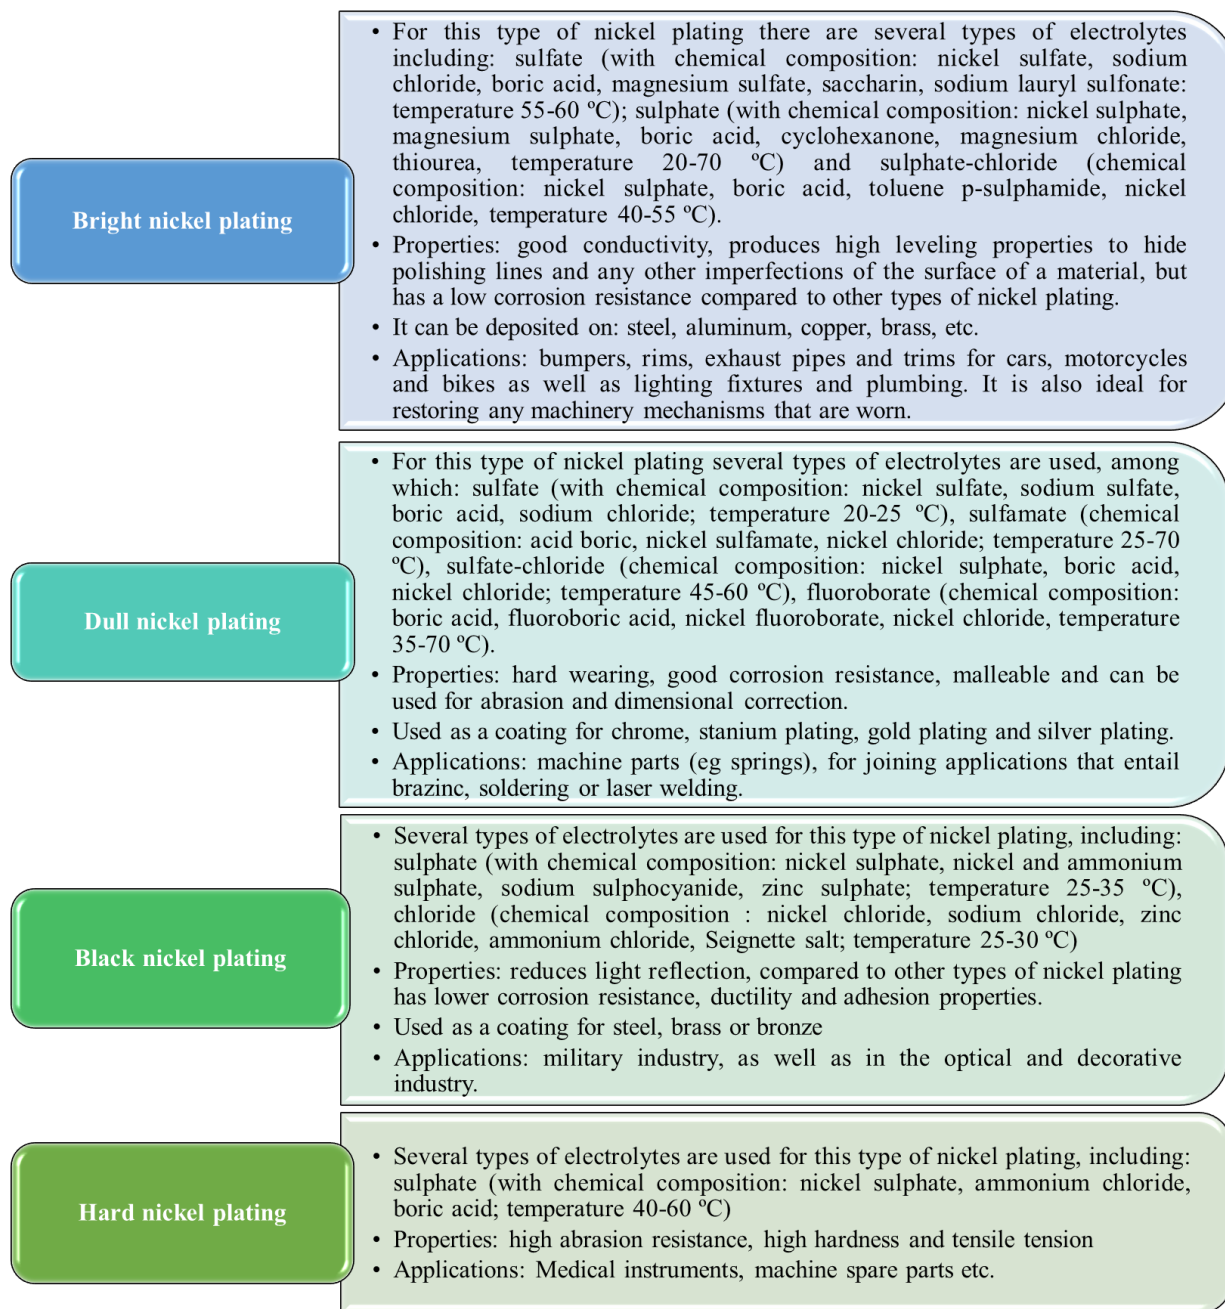 Bright nickel plating
• For this type of nickel plating there are several types of electrolytes
including: sulfate (with chemical composition: nickel sulfate, sodium
chloride, boric acid, magnesium sulfate, saccharin, sodium lauryl sulfonate:
temperature 55-60 ºC); sulphate (with chemical composition: nickel sulphate,
magnesium sulphate, boric acid, cyclohexanone, magnesium chloride,
thiourea, temperature 20-70 ºC) and sulphate-chloride (chemical
composition: nickel sulphate, boric acid, toluene p-sulphamide, nickel
chloride, temperature 40-55 ºC).
• Properties: good conductivity, produces high leveling properties to hide
polishing lines and any other imperfections of the surface of a material, but
has a low corrosion resistance compared to other types of nickel plating.
• It can be deposited on: steel, aluminum, copper, brass, etc.
• Applications: bumpers, rims, exhaust pipes and trims for cars, motorcycles
and bikes as well as lighting fixtures and plumbing. It is also ideal for
restoring any machinery mechanisms that are worn.
Dull nickel plating
• For this type of nickel plating several types of electrolytes are used, among
which: sulfate (with chemical composition: nickel sulfate, sodium sulfate,
boric acid, sodium chloride; temperature 20-25 ºC), sulfamate (chemical
composition: acid boric, nickel sulfamate, nickel chloride; temperature 25-70
ºC), sulfate-chloride (chemical composition: nickel sulphate, boric acid,
nickel chloride; temperature 45-60 ºC), fluoroborate (chemical composition:
boric acid, fluoroboric acid, nickel fluoroborate, nickel chloride, temperature
35-70 ºC).
• Properties: hard wearing, good corrosion resistance, malleable and can be
used for abrasion and dimensional correction.
• Used as a coating for chrome, stanium plating, gold plating and silver plating.
• Applications: machine parts (eg springs), for joining applications that entail
brazinc, soldering or laser welding.
Black nickel plating
• Several types of electrolytes are used for this type of nickel plating, including:
sulphate (with chemical composition: nickel sulphate, nickel and ammonium
sulphate, sodium sulphocyanide, zinc sulphate; temperature 25-35 ºC),
chloride (chemical composition : nickel chloride, sodium chloride, zinc
chloride, ammonium chloride, Seignette salt; temperature 25-30 ºC)
• Properties: reduces light reflection, compared to other types of nickel plating
has lower corrosion resistance, ductility and adhesion properties.
• Used as a coating for steel, brass or bronze
• Applications: military industry, as well as in the optical and decorative
industry.
Hard nickel plating
• Several types of electrolytes are used for this type of nickel plating, including:
sulphate (with chemical composition: nickel sulphate, ammonium chloride,
boric acid; temperature 40-60 ºC)
• Properties: high abrasion resistance, high hardness and tensile tension
• Applications: Medical instruments, machine spare parts etc.